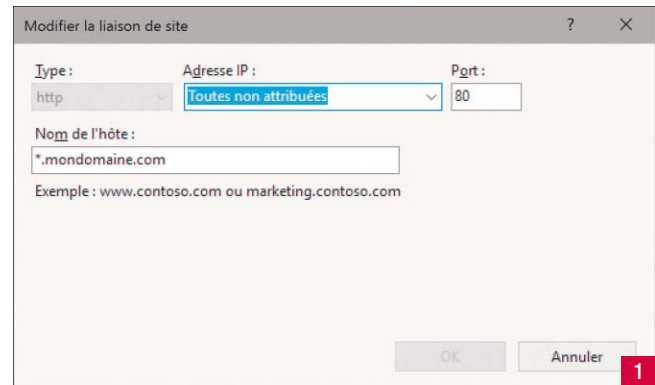 Modifier la liaison de site ? ×
Type : Adresse IP : Port :
http Toutes non attribuées 80
Nom de l'hôte :
*.mondomaine.com
Exemple : www.contoso.com ou marketing.contoso.com
OK Annuler
1